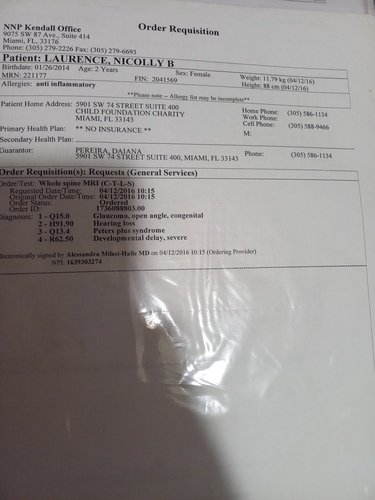 NNP Kendall Office
Order Requisition
9075 SW 87 Ave., Suite 414
Miami, FL, 33176
Phone: (305) 279-2226 Fax: (305) 279-6693
Patient: LAURENCE, NICOLLY B
Birthdate: 01/26/2014 Age: 2 Years Sex: Female Weight: 11.79 kg (04/12/16)
MRN: 221177 FIN: 2041569 Height: 88 cm (04/12/16)
Allergies: anti inflammatory
**Please note -- Allergy list may be incomplete**
Patient Home Address: 5901 SW 74 STREET SUITE 400 Home Phone: (305) 586-1134
CHILD FOUNDATION CHARITY Work Phone:
MIAMI, FL 33143 Cell Phone: (305) 588-9466
Primary Health Plan: ** NO INSURANCE ** M:
Secondary Health Plan:
Guarantor: PEREIRA, DAIANA Phone: (305) 586-1134
5901 SW 74 STREET SUITE 400, MIAMI, FL 33143
Order Requisition(s): Requests (General Services)
Order/Test: Whole spine MRI (C-T-L-S)
Requested Date/Time: 04/12/2016 10:15
Original Order Date/Time: 04/12/2016 10:15
Order Status: Ordered
Order ID: 1736088503.00
Diagnoses: 1 - Q15.0 Glaucoma, open angle, congenital
2 - H91.90 Hearing loss
3 - Q13.4 Peters plus syndrome
4 - R62.50 Developmental delay, severe
Electronically signed by Alessandra Milesi-Halle MD on 04/12/2016 10:15 (Ordering Provider)
NPI: 1639383274